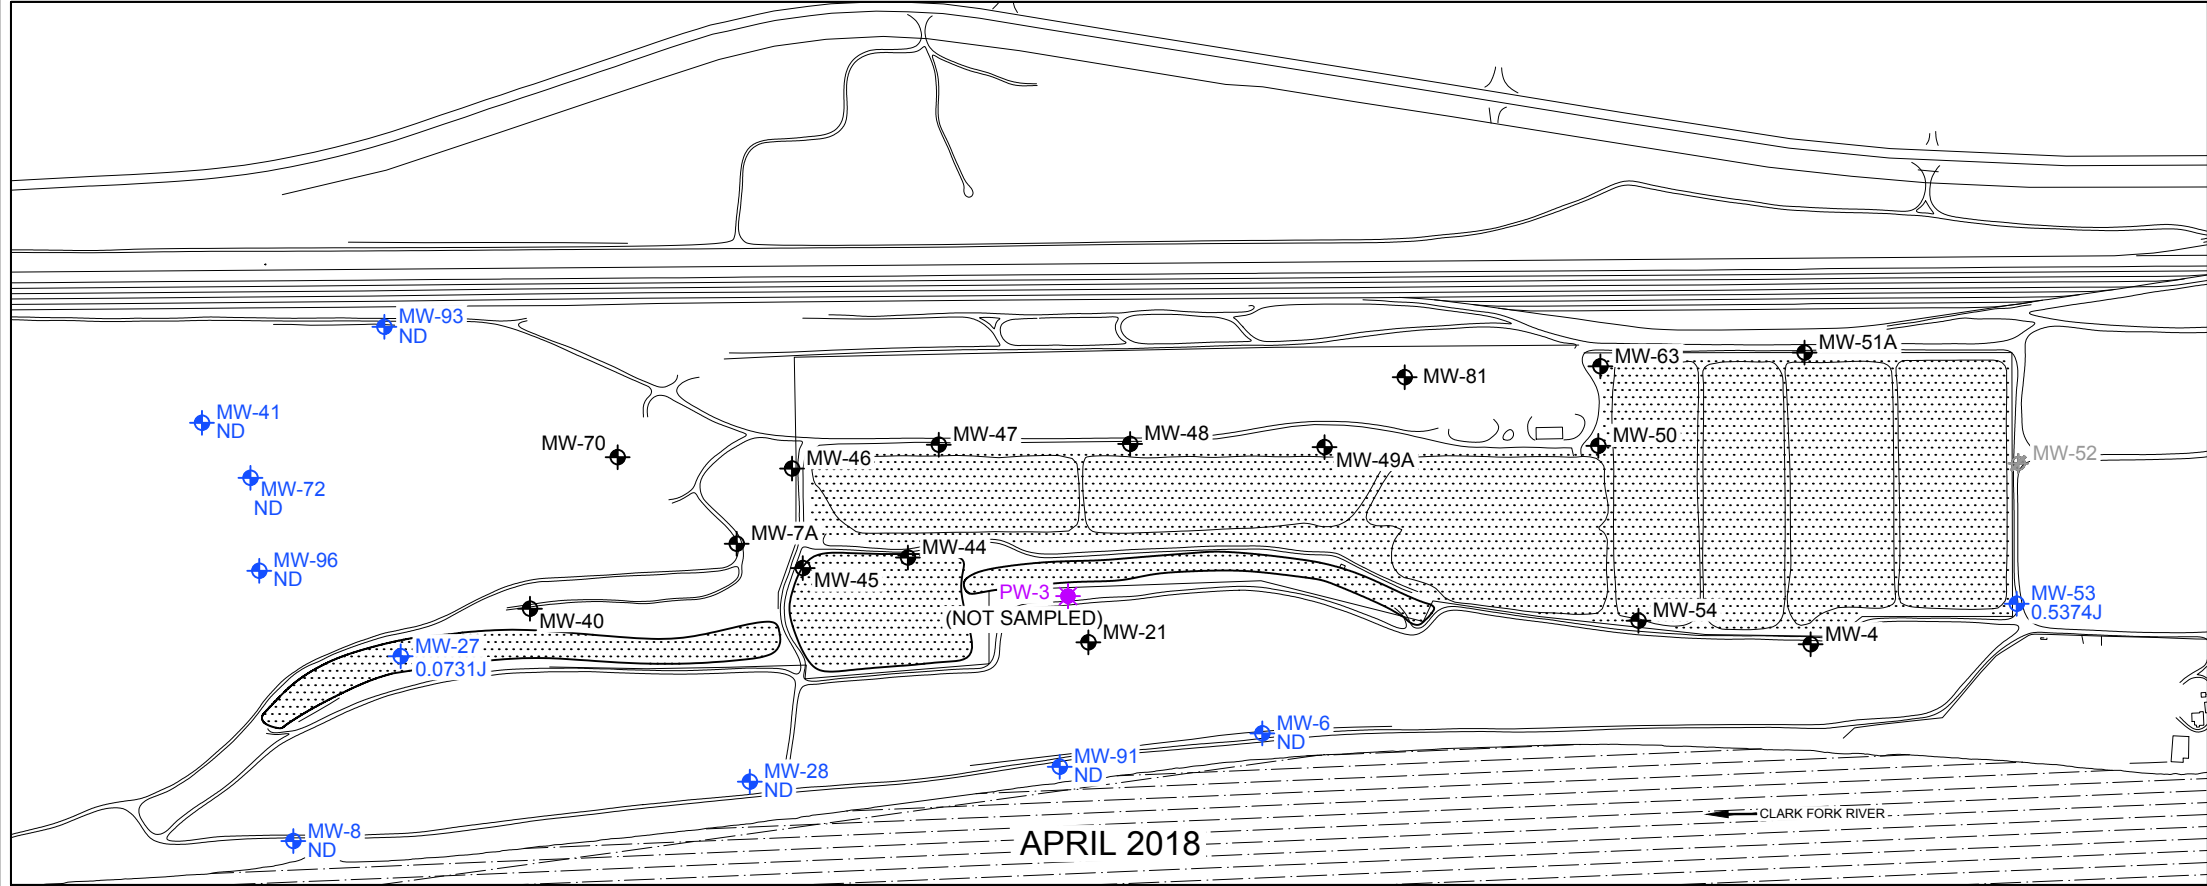 MW-93
ND
MW-51A
MW-63
MW-81
MW-41
ND
MW-47
MW-48
MW-50
MW-70
MW-46
MW-49A
MW-52
MW-72
ND
MW-7A
MW-44
MW-96
ND
MW-45
PW-3
(NOT SAMPLED)
MW-53
0.5374J
MW-40
MW-54
MW-21
MW-4
MW-27
0.0731J
MW-6
ND
MW-91
ND
MW-28
ND
CLARK FORK RIVER
MW-8
ND
APRIL 2018